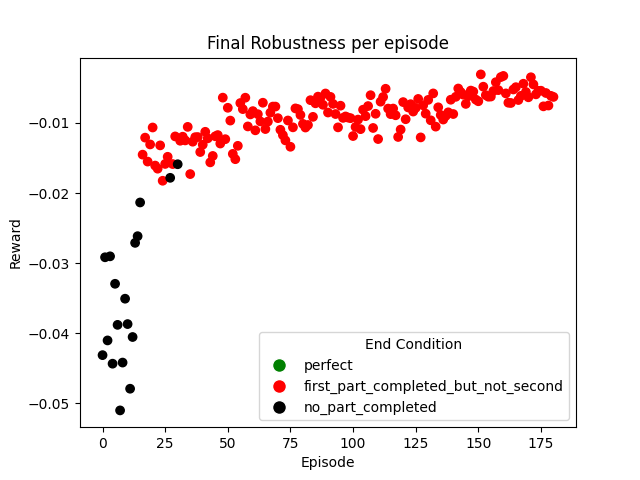 Final Robustness per episode
Reward
−0.01
−0.02
−0.03
−0.04
−0.05
End Condition
perfect
first_part_completed_but_not_second
no_part_completed
0 25 50 75 100 125 150 175
Episode